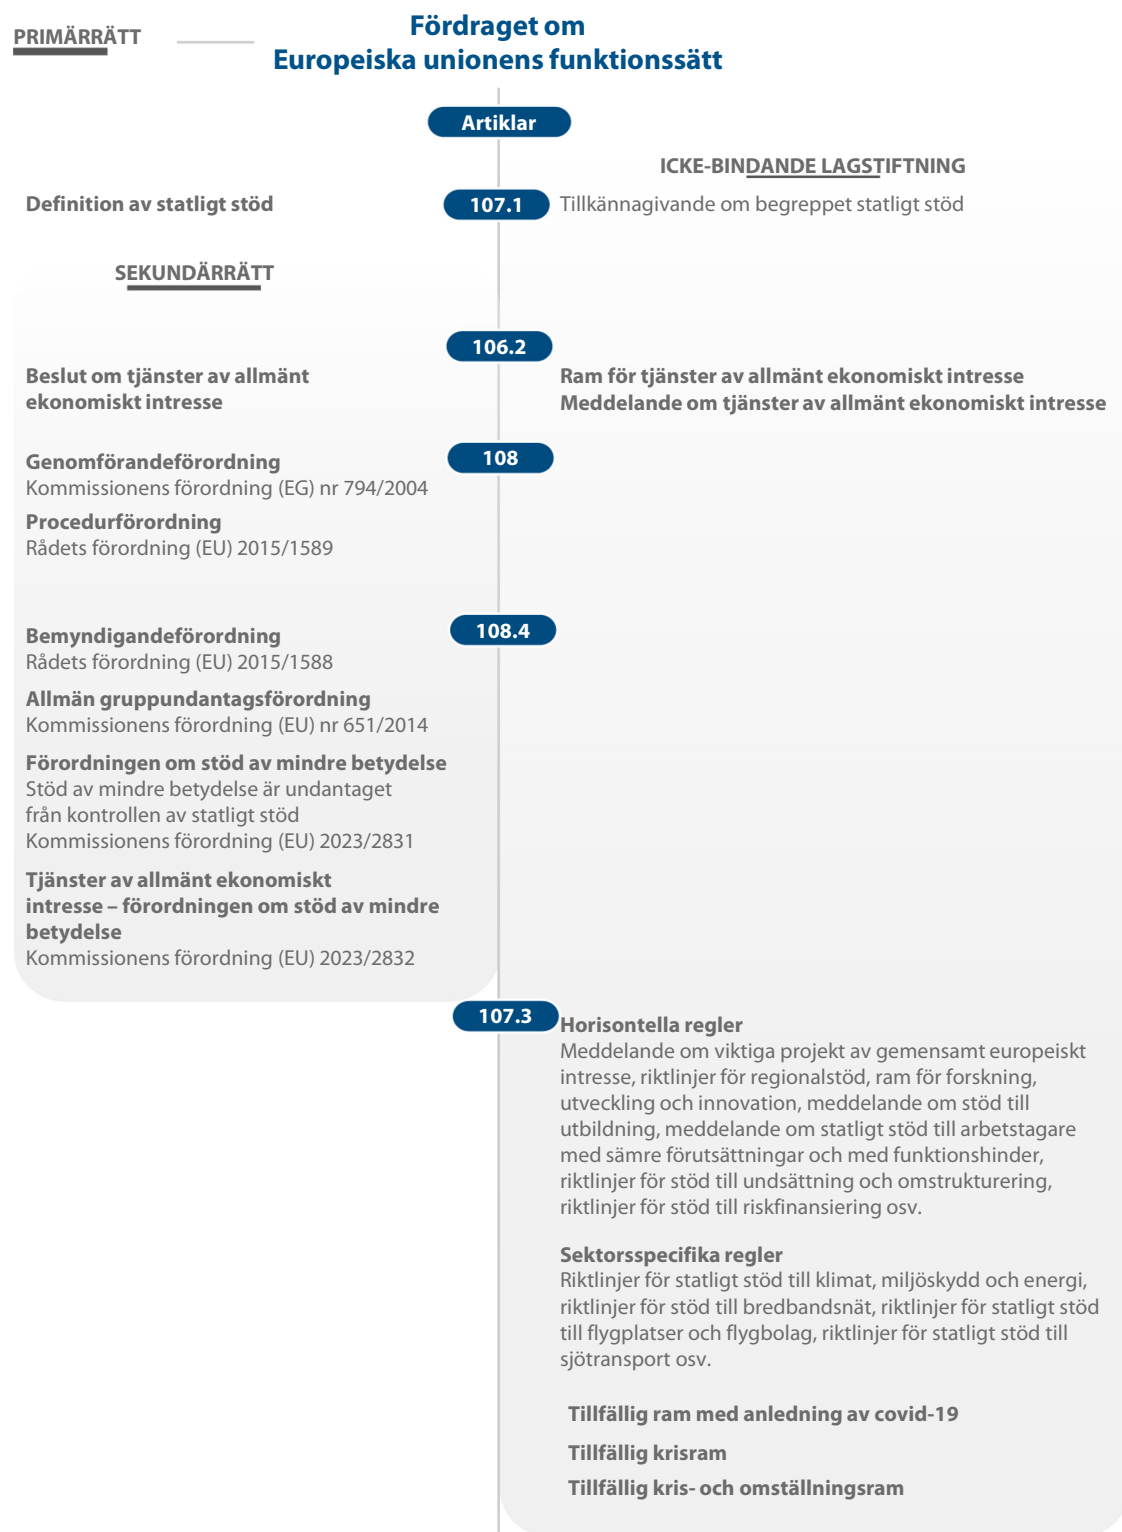 PRIMÄRRÄTT
Fördraget om
Europeiska unionens funktionssätt
Artiklar
ICKE-BINDANDE LAGSTIFTNING
Definition av statligt stöd
107.1
Tillkännagivande om begreppet statligt stöd
SEKUNDÄRRÄTT
106.2
Beslut om tjänster av allmänt
ekonomiskt intresse
Ram för tjänster av allmänt ekonomiskt intresse
Meddelande om tjänster av allmänt ekonomiskt intresse
108
Genomförandeförordning
Kommissionens förordning (EG) nr 794/2004
Procedurförordning
Rådets förordning (EU) 2015/1589
108.4
Bemyndigandeförordning
Rådets förordning (EU) 2015/1588
Allmän gruppundantagsförordning
Kommissionens förordning (EU) nr 651/2014
Förordningen om stöd av mindre betydelse
Stöd av mindre betydelse är undantaget
från kontrollen av statligt stöd
Kommissionens förordning (EU) 2023/2831
Tjänster av allmänt ekonomiskt
intresse – förordningen om stöd av mindre
betydelse
Kommissionens förordning (EU) 2023/2832
107.3
Horisontella regler
Meddelande om viktiga projekt av gemensamt europeiskt
intresse, riktlinjer för regionalstöd, ram för forskning,
utveckling och innovation, meddelande om stöd till
utbildning, meddelande om statligt stöd till arbetstagare
med sämre förutsättningar och med funktionshinder,
riktlinjer för stöd till undsättning och omstrukturering,
riktlinjer för stöd till riskfinansiering osv.
Sektorsspecifika regler
Riktlinjer för statligt stöd till klimat, miljöskydd och energi,
riktlinjer för stöd till bredbandsnät, riktlinjer för statligt stöd
till flygplatser och flygbolag, riktlinjer för statligt stöd till
sjötransport osv.
Tillfällig ram med anledning av covid-19
Tillfällig krisram
Tillfällig kris- och omställningsram